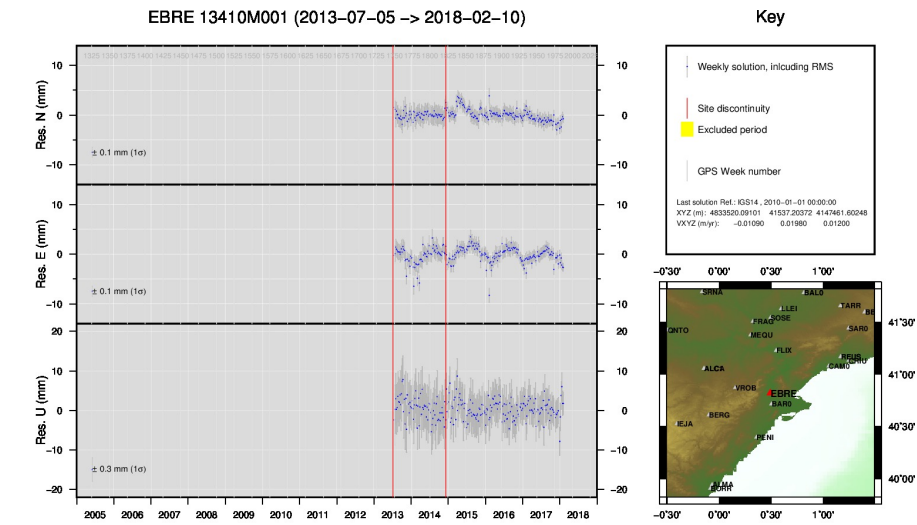 EBRE 13410M001 (2013−07−05 −> 2018−02−10)
Key
Res. N (mm)
10
0
−10
± 0.1 mm (1σ)
10
0
−10
Res. E (mm)
10
0
−10
± 0.1 mm (1σ)
10
0
−10
Res. U (mm)
20
10
0
−10
−20
± 0.3 mm (1σ)
20
10
0
−10
−20
2005 2006 2007 2008 2009 2010 2011 2012 2013 2014 2015 2016 2017 2018
Weekly solution, inlcuding RMS
Site discontinuity
Excluded period
GPS Week number
Last solution Ref.: IGS14 , 2010−01−01 00:00:00
XYZ (m): 4833520.09101 41537.20372 4147461.60248
VXYZ (m/yr): −0.01090 0.01980 0.01200
−0˚30' 0˚00' 0˚30' 1˚00'
SRNA BAL0
LLEI TARR
FRAG SOSE
MEQU SAR0
FLIX
REUS
CAM0
ALCA
VROB
EBRE
BAR0
BERG
IEJA
PENI
ALMA
BORR
41˚30'
41˚00'
40˚30'
40˚00'
−0˚30' 0˚00' 0˚30' 1˚00'